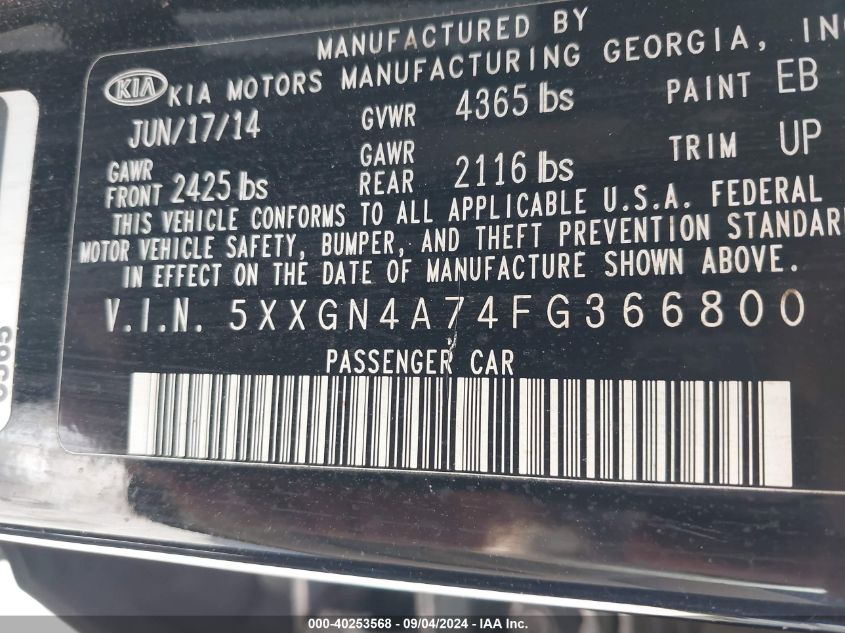 MANUFACTURED BY
KIA KIA MOTORS MANUFACTURING GEORGIA, INC
JUN/17/14 GVWR 4365 lbs PAINT EB
GAWR FRONT 2425 lbs GAWR REAR 2116 lbs TRIM UP
THIS VEHICLE CONFORMS TO ALL APPLICABLE U.S.A. FEDERAL
MOTOR VEHICLE SAFETY, BUMPER, AND THEFT PREVENTION STANDAR
IN EFFECT ON THE DATE OF MANUFACTURE SHOWN ABOVE.
V.I.N. 5XXGN4A74FG366800
PASSENGER CAR
000-40253568 - 09/04/2024 - IAA Inc.